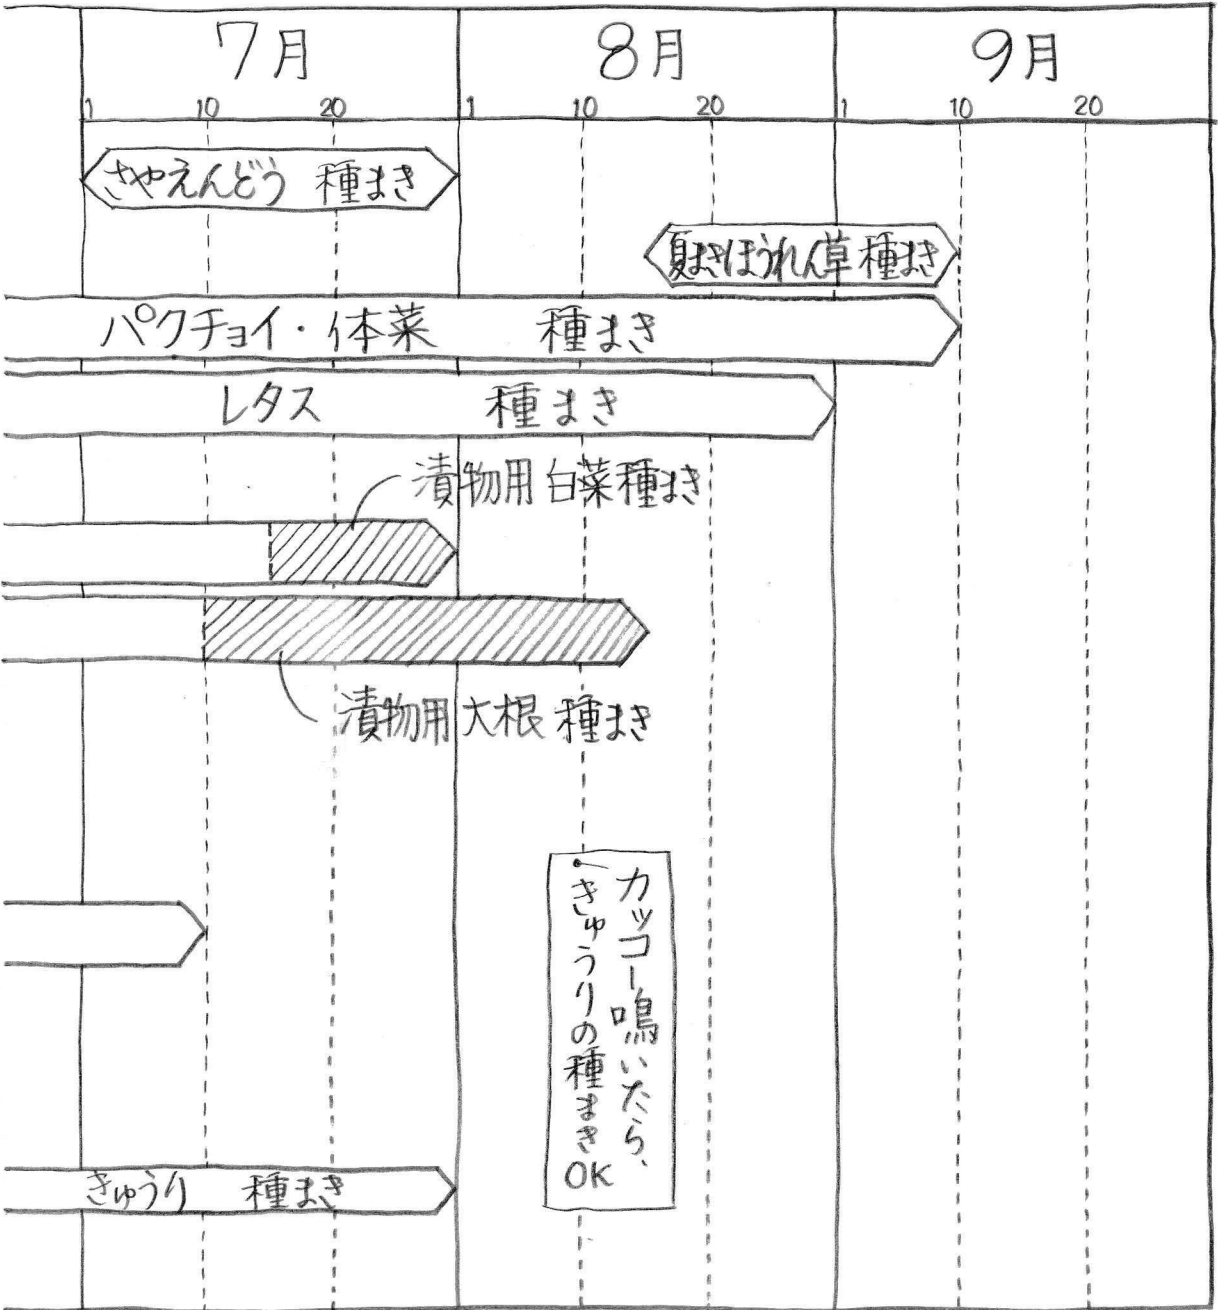 7月 8月 9月
1 10 20 1 10 20 1 10 20
さやえんどう 種まき
夏まきほうれん草種まき
パクチョイ・体菜 種まき
レタス 種まき
漬物用白菜種まき
漬物用大根種まき
カッコー鳴いたら、
きゅうりの種まきOK
きゅうり 種まき